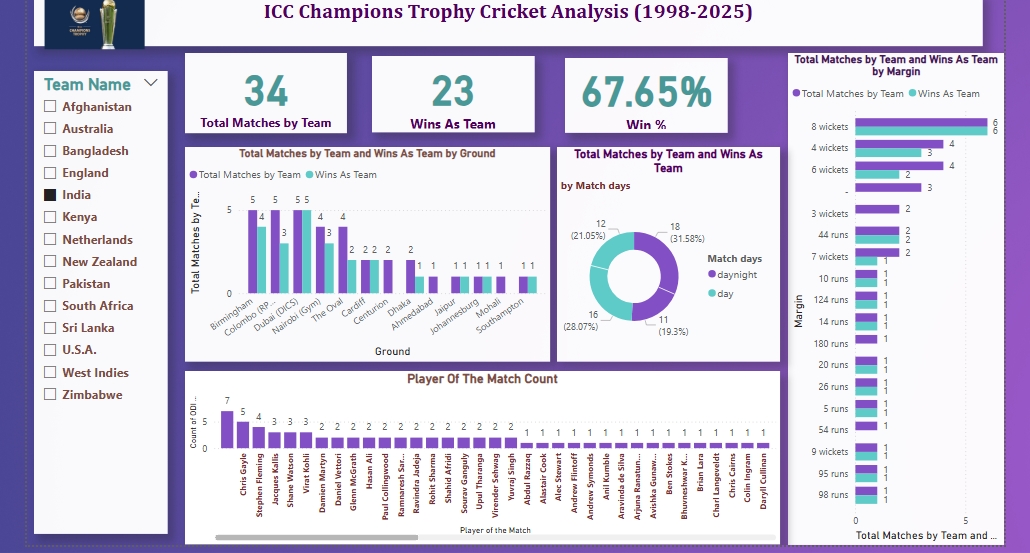 ICC Champions Trophy Cricket Analysis (1998-2025)
CHAMPIONS
TROPHY
Team Name
Afghanistan
Australia
Bangladesh
England
India
Kenya
Netherlands
New Zealand
Pakistan
South Africa
Sri Lanka
U.S.A.
West Indies
Zimbabwe
34
Total Matches by Team
23
Wins As Team
67.65%
Win %
Total Matches by Team and Wins As Team by Ground
Total Matches by Team Wins As Team
Total Matches by Te...
5
0
5 4 5 3 5 5 4 3 4 2 2 2 2 2 1 1 1 1 1 1 1 1 1
Birmingham
Colombo (RP...
Dubai (DICS)
Nairobi (Gym)
The Oval
Cardiff
Centurion
Dhaka
Ahmedabad
Jaipur
Johannesburg
Mohali
Southampton
Ground
Total Matches by Team and Wins As
Team
by Match days
12
(21.05%)
18
(31.58%)
16
(28.07%)
11
(19.3%)
Match days
daynight
day
Player Of The Match Count
Count of ODI ...
5
0
7 5 4 3 3 3 2 2 2 2 2 2 2 2 2 2 2 2 2 1 1 1 1 1 1 1 1 1 1 1 1 1 1 1 1
Chris Gayle
Stephen Fleming
Jacques Kallis
Shane Watson
Virat Kohli
Damien Martyn
Daniel Vettori
Glenn McGrath
Hasan Ali
Paul Collingwood
Ramnaresh Sar...
Ravindra Jadeja
Rohit Sharma
Shahid Afridi
Sourav Ganguly
Upul Tharanga
Virender Sehwag
Yuvraj Singh
Abdul Razzaq
Alastair Cook
Alec Stewart
Andrew Flintoff
Andrew Symonds
Anil Kumble
Aravinda de Silva
Arjuna Ranatun...
Avishka Gunaw...
Ben Stokes
Bhuvneshwar K...
Brian Lara
Charl Langeveldt
Chris Cairns
Colin Ingram
Daryll Cullinan
Player of the Match
Total Matches by Team and Wins As Team
by Margin
Total Matches by Team Wins As Team
Margin
8 wickets 6 6
4 wickets 4 3
6 wickets 4 2
- 3
3 wickets 2
44 runs 2 2
7 wickets 2 1
10 runs 1 1
124 runs 1 1
14 runs 1 1
180 runs 1
20 runs 1 1
26 runs 1 1
5 runs 1 1
54 runs 1
9 wickets 1 1
95 runs 1 1
98 runs 1 1
0 5
Total Matches by Team and ...